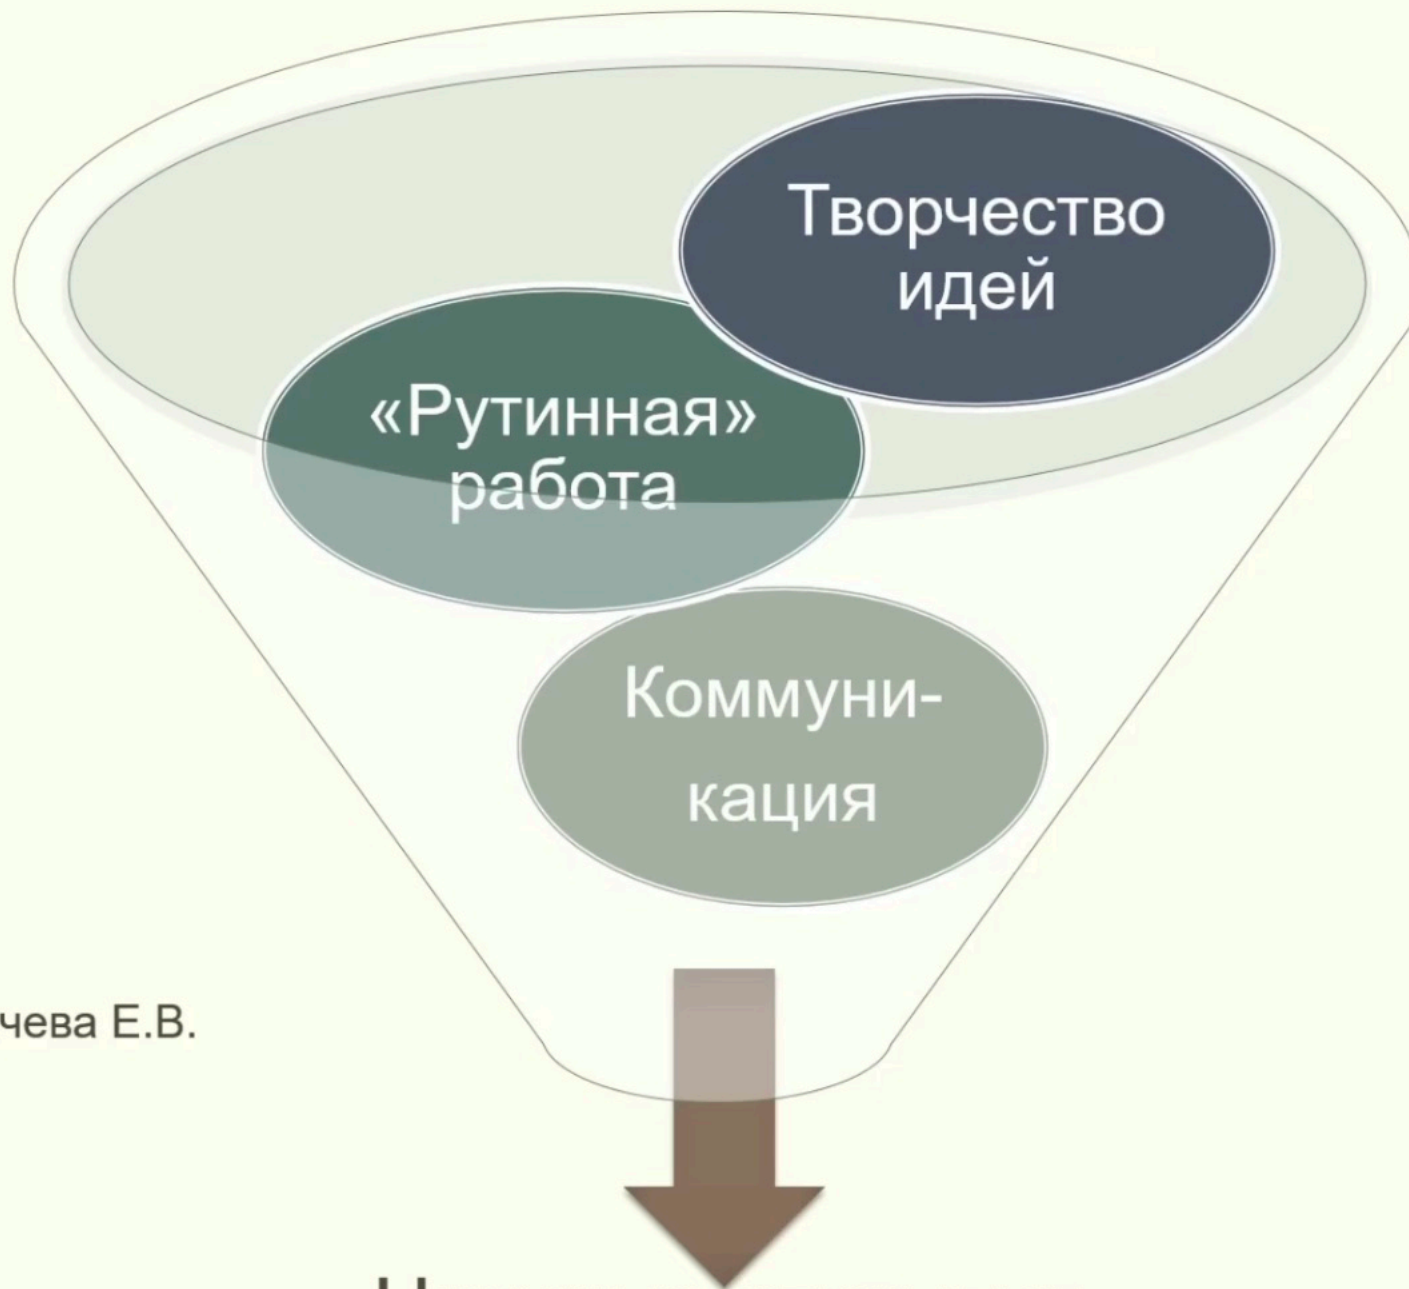 Творчество
идей
«Рутинная»
работа
Коммуни-
кация
чева Е.В.